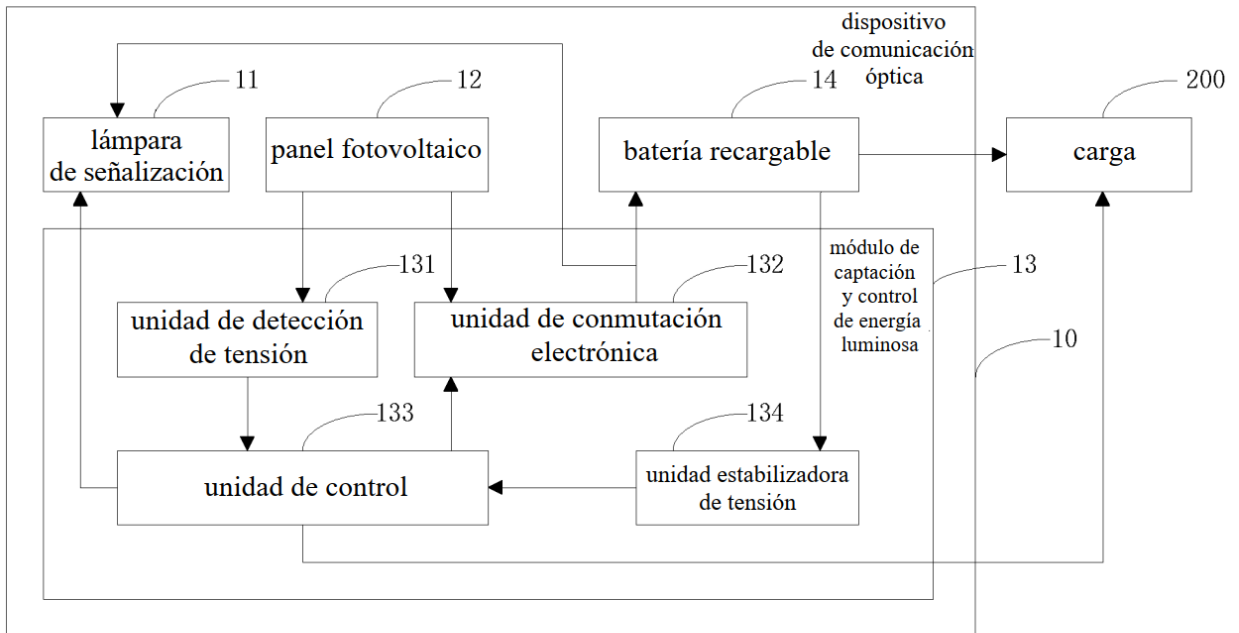 dispositivo
de comunicación
óptica
11
12
14
200
lámpara
de señalización
panel fotovoltaico
batería recargable
carga
módulo de
captación
y control
de energía
luminosa
13
131
132
unidad de detección
de tensión
unidad de conmutación
electrónica
10
133
134
unidad de control
unidad estabilizadora
de tensión